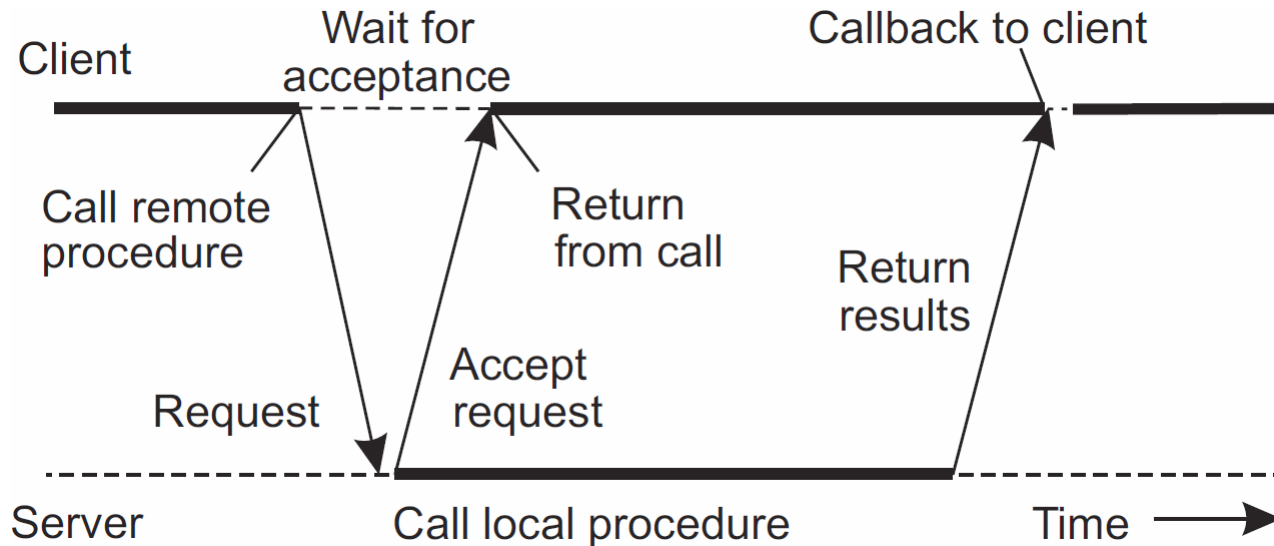 Client
Wait for
acceptance
Callback to client
Call remote
procedure
Return
from call
Return
results
Request
Accept
request
Server
Call local procedure
Time